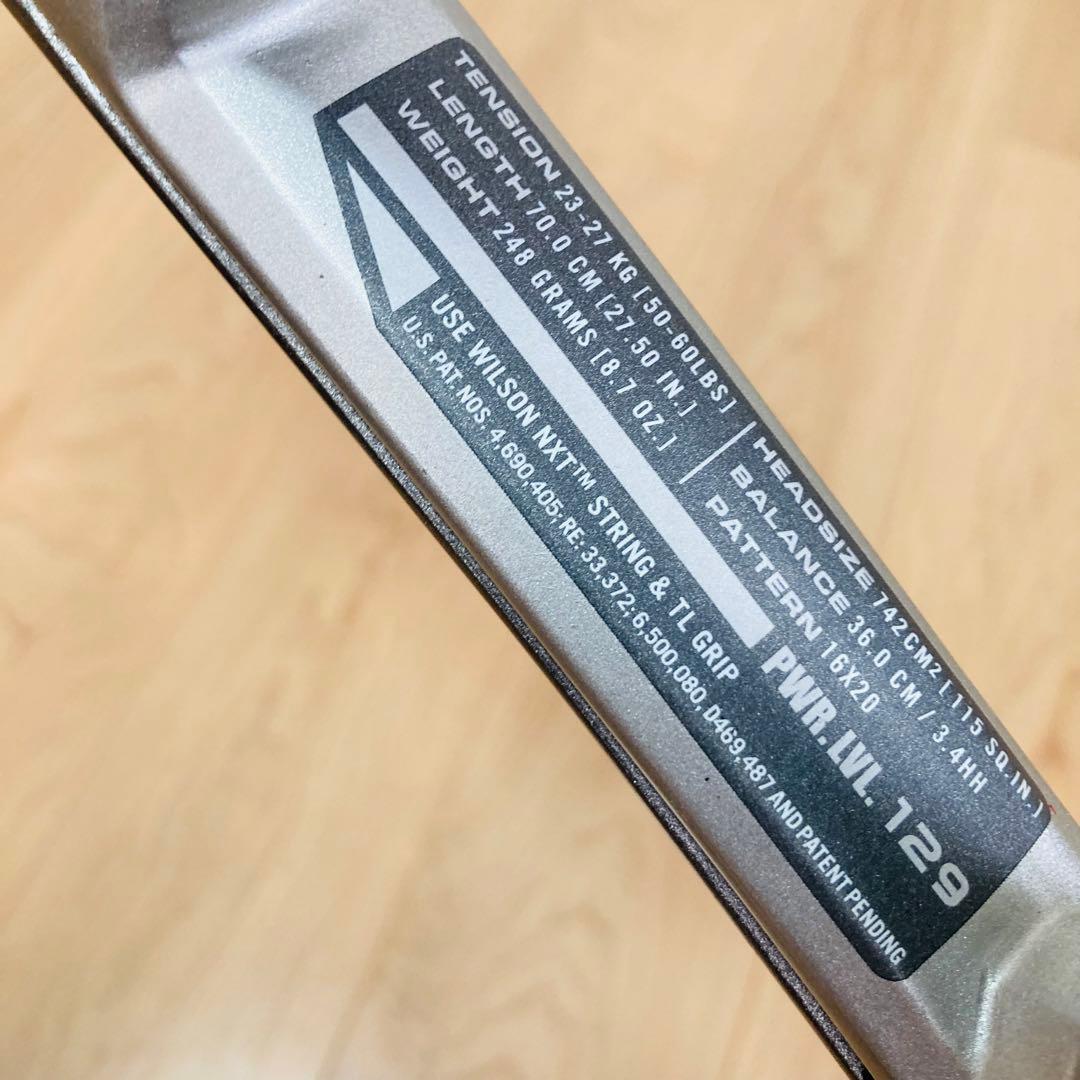 TENSION 23-27 KG [50-60LBS]
LENGTH 70.0 CM [27.50 IN.]
WEIGHT 248 GRAMS [8.7 OZ.]
HEADSIZE 742CM2 [115 SQ.IN.]
BALANCE 36.0 CM / 3.4HH
PATTERN 16X20
PWR.LVL. 129
USE WILSON NXT™ STRING & TL GRIP
U.S. PAT. NOS. 4,690,405;RE. 33,372;6,500,080, D469,487 AND PATENT PENDING